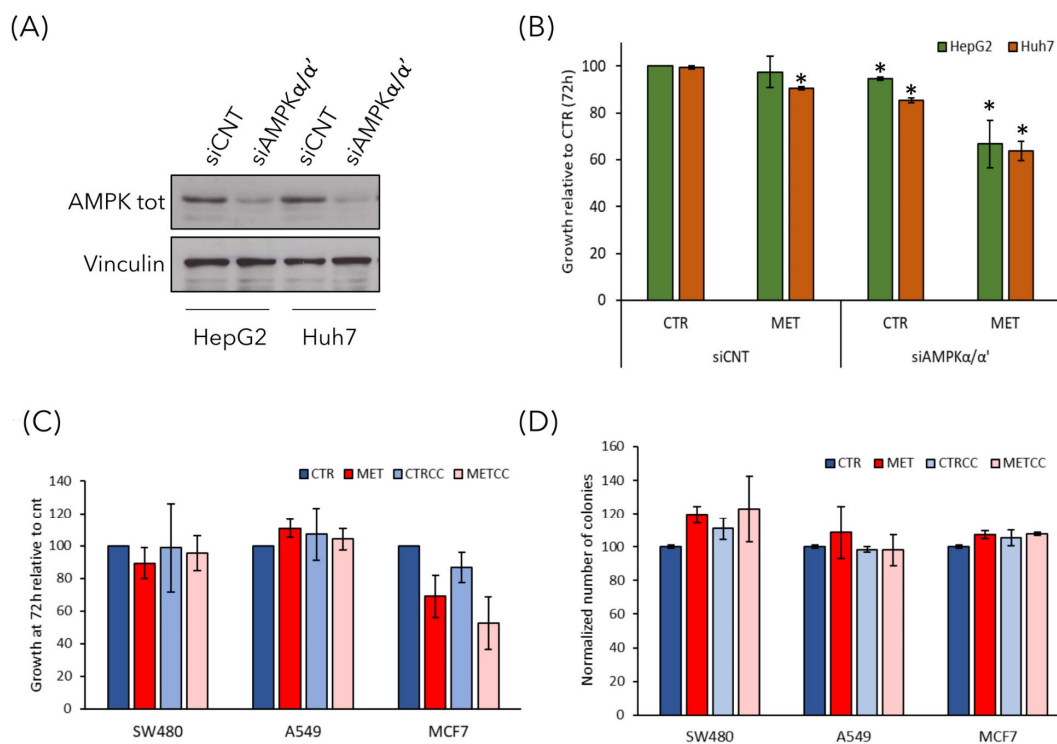 (A)
siCNT siAMPKα/α' siCNT siAMPKα/α'
AMPK tot
Vinculin
HepG2 Huh7
(B)
HepG2 Huh7
Growth relative to CTR (72h)
100
80
60
40
20
0
* * * * *
CTR MET CTR MET
siCNT siAMPKα/α'
(C)
CTR MET CTRCC METCC
Growth at 72h relative to cnt
140
120
100
80
60
40
20
0
SW480 A549 MCF7
(D)
CTR MET CTRCC METCC
Normalized number of colonies
160
140
120
100
80
60
40
20
0
SW480 A549 MCF7